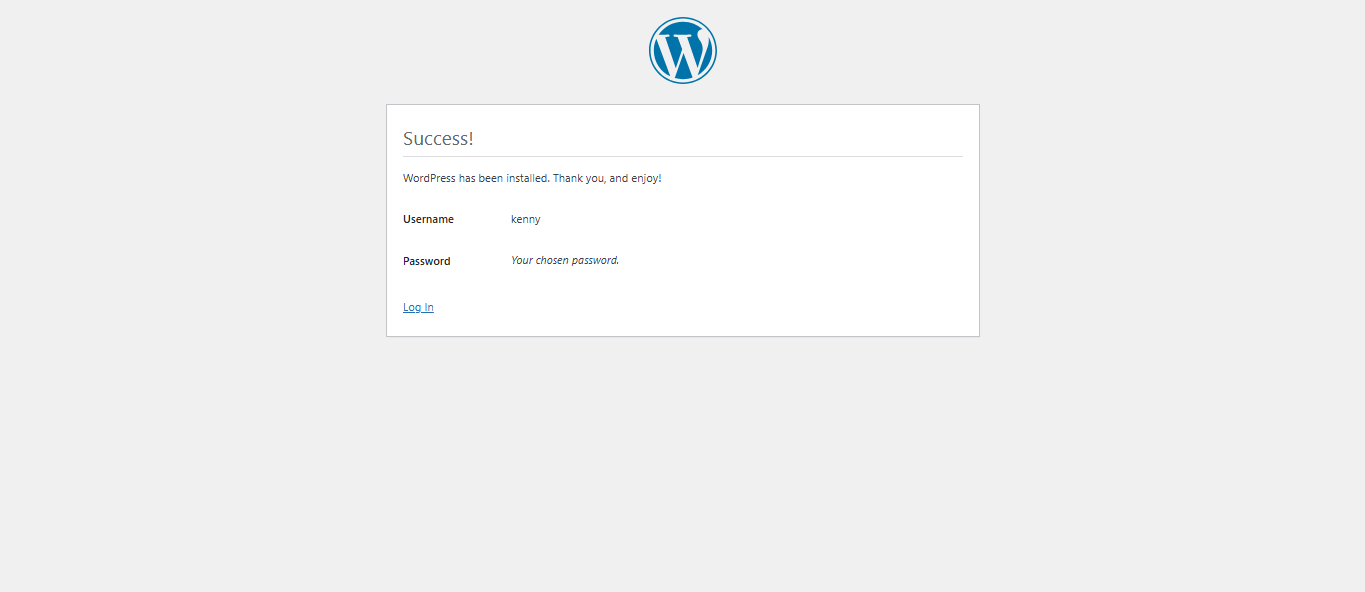 Success!
WordPress has been installed. Thank you, and enjoy!
Username kenny
Password Your chosen password.
Log In